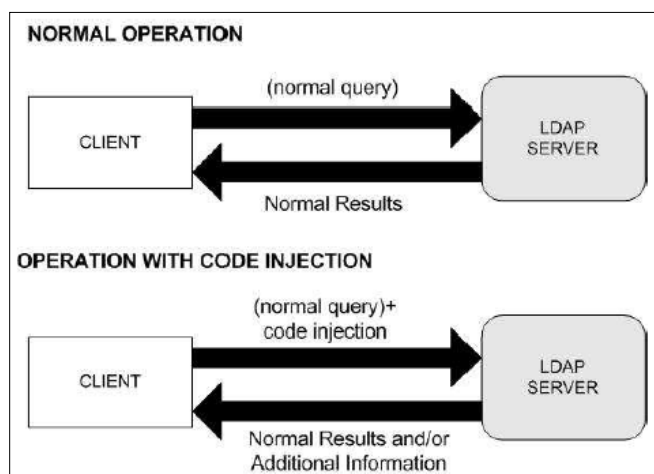 NORMAL OPERATION
(normal query)
CLIENT
LDAP
SERVER
Normal Results
OPERATION WITH CODE INJECTION
(normal query)+
code injection
CLIENT
LDAP
SERVER
Normal Results and/or
Additional Information